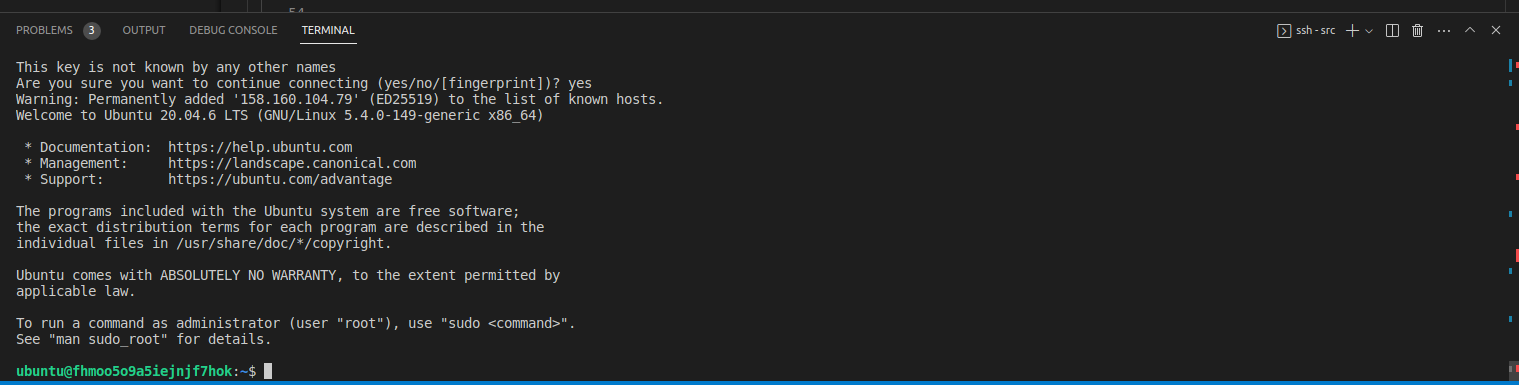 PROBLEMS 3 OUTPUT DEBUG CONSOLE TERMINAL ssh - src
This key is not known by any other names
Are you sure you want to continue connecting (yes/no/[fingerprint])? yes
Warning: Permanently added '158.160.104.79' (ED25519) to the list of known hosts.
Welcome to Ubuntu 20.04.6 LTS (GNU/Linux 5.4.0-149-generic x86_64)
* Documentation: https://help.ubuntu.com
* Management: https://landscape.canonical.com
* Support: https://ubuntu.com/advantage
The programs included with the Ubuntu system are free software;
the exact distribution terms for each program are described in the
individual files in /usr/share/doc/*/copyright.
Ubuntu comes with ABSOLUTELY NO WARRANTY, to the extent permitted by
applicable law.
To run a command as administrator (user "root"), use "sudo <command>".
See "man sudo_root" for details.
ubuntu@fhmoo5o9a5iejnjf7hok:~$